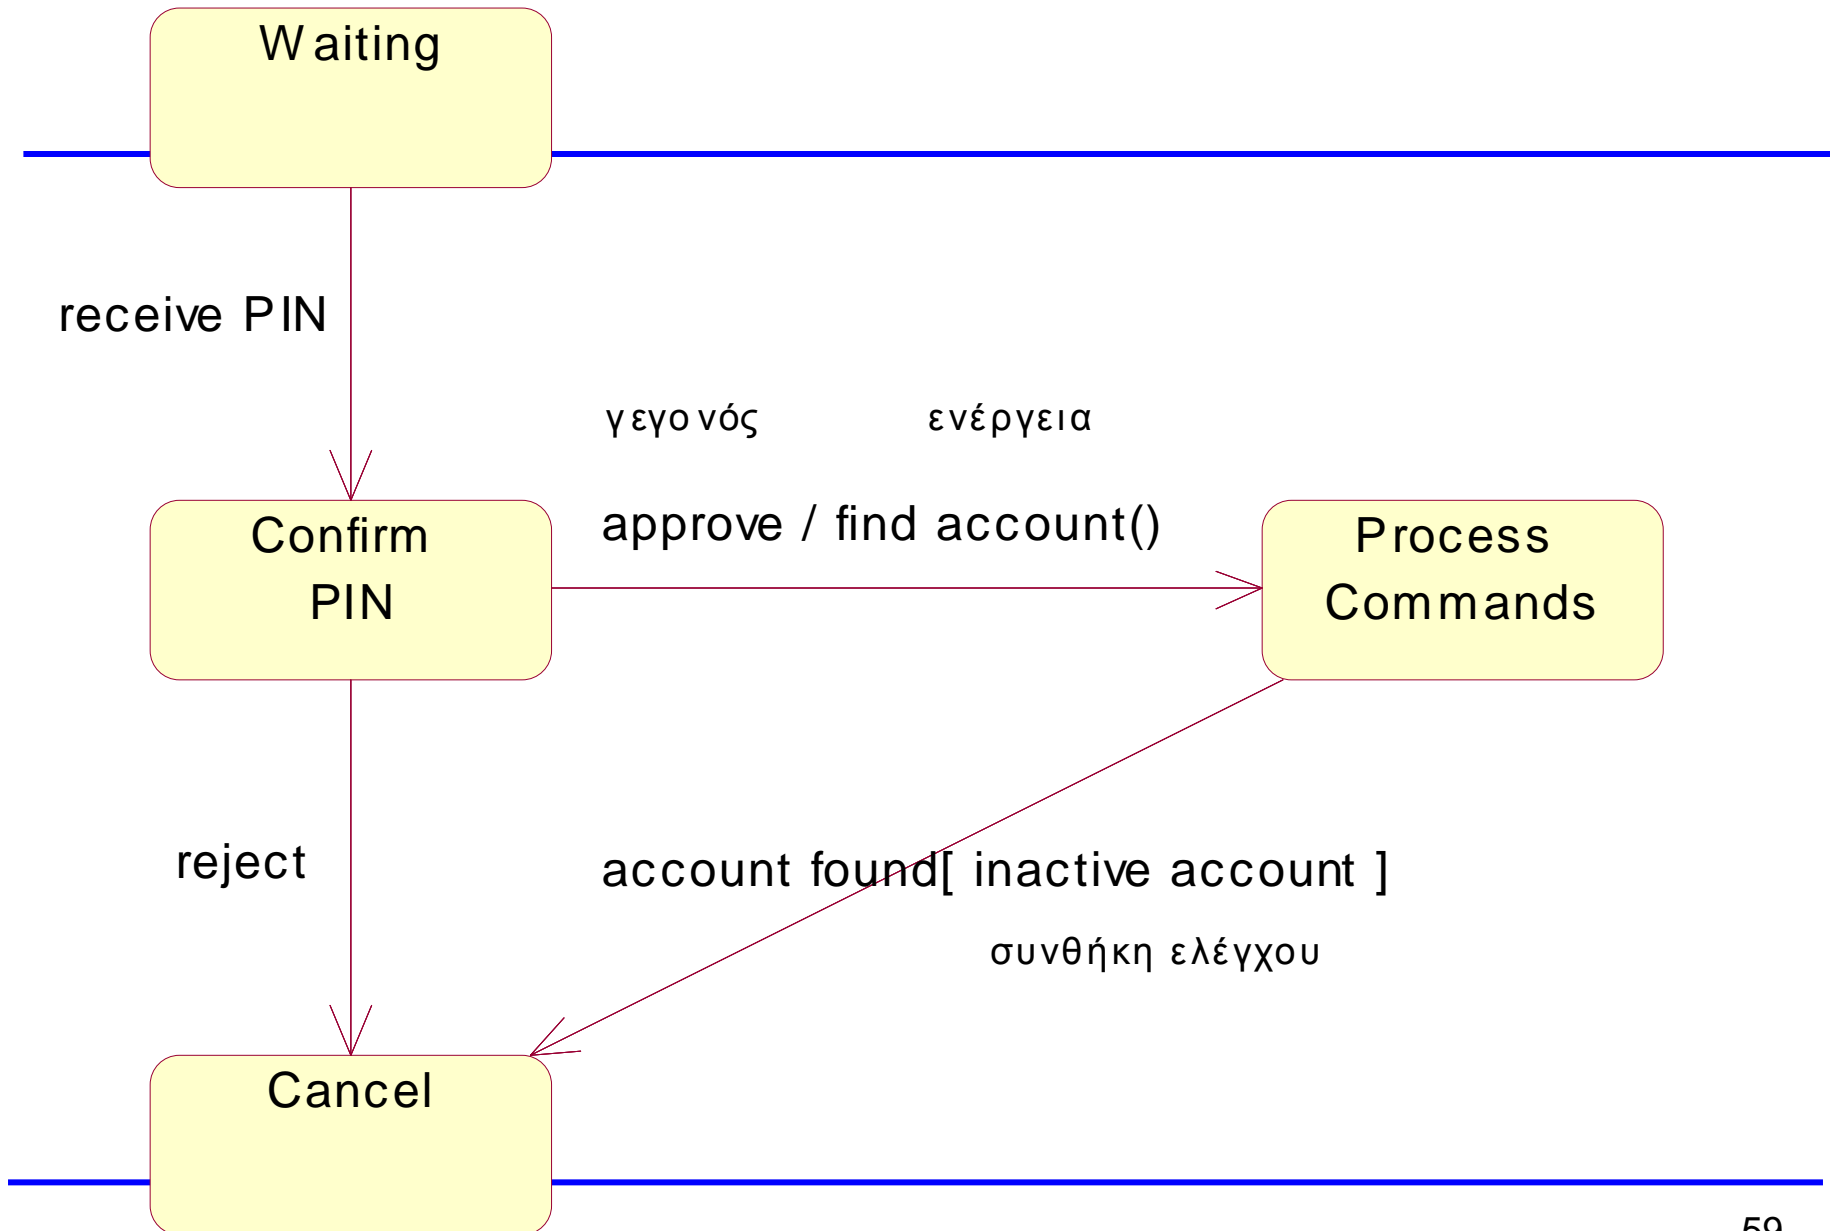 Waiting
receive PIN
γεγονός ενέργεια
approve / find account()
Confirm
PIN
Process
Commands
reject
account found[ inactive account ]
συνθήκη ελέγχου
Cancel
59